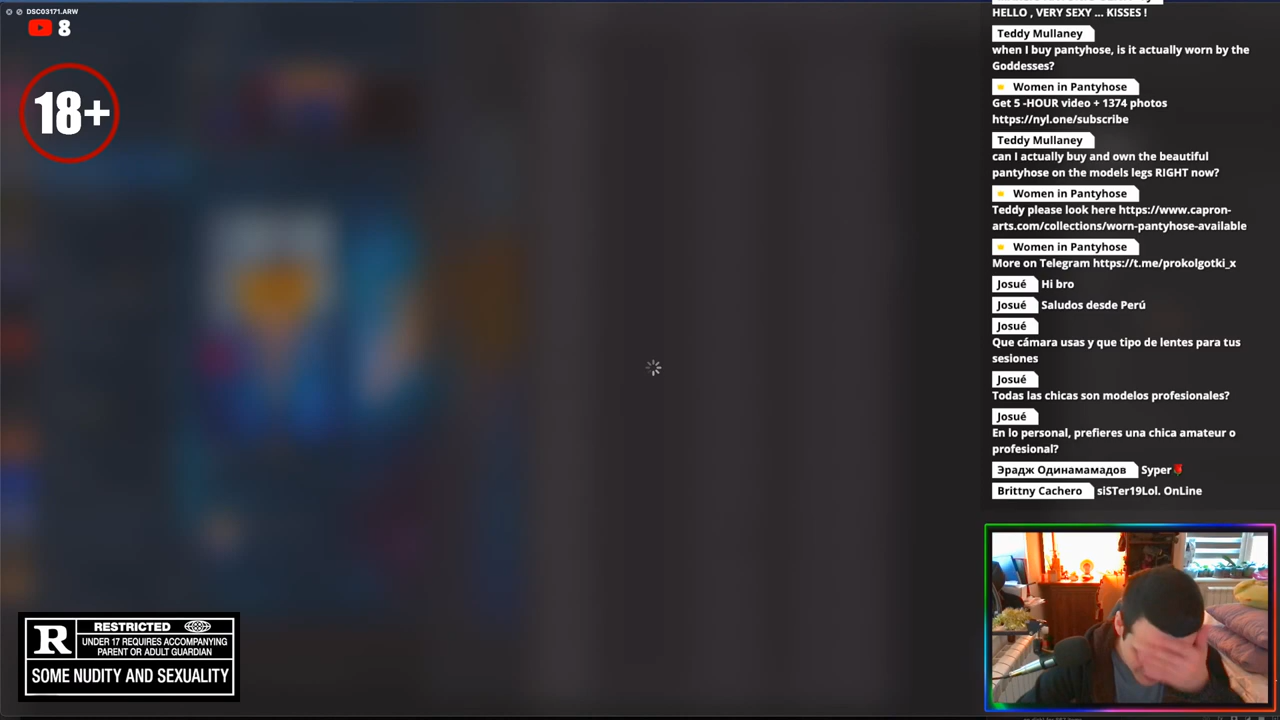 DSC03171.ARW
8
18+
HELLO , VERY SEXY ... KISSES !
Teddy Mullaney
when I buy pantyhose, is it actually worn by the
Goddesses?
Women in Pantyhose
Get 5 -HOUR video + 1374 photos
https://nyl.one/subscribe
Teddy Mullaney
can I actually buy and own the beautiful
pantyhose on the models legs RIGHT now?
Women in Pantyhose
Teddy please look here https://www.capron-
arts.com/collections/worn-pantyhose-available
Women in Pantyhose
More on Telegram https://t.me/prokolgotki_x
Josué Hi bro
Josué Saludos desde Perú
Josué
Que cámara usas y que tipo de lentes para tus
sesiones
Josué
Todas las chicas son modelos profesionales?
Josué
En lo personal, prefieres una chica amateur o
profesional?
Эрадж Одинамамадов Syper
Brittny Cachero siSTer19Lol. OnLine
R
RESTRICTED
UNDER 17 REQUIRES ACCOMPANYING
PARENT OR ADULT GUARDIAN
SOME NUDITY AND SEXUALITY